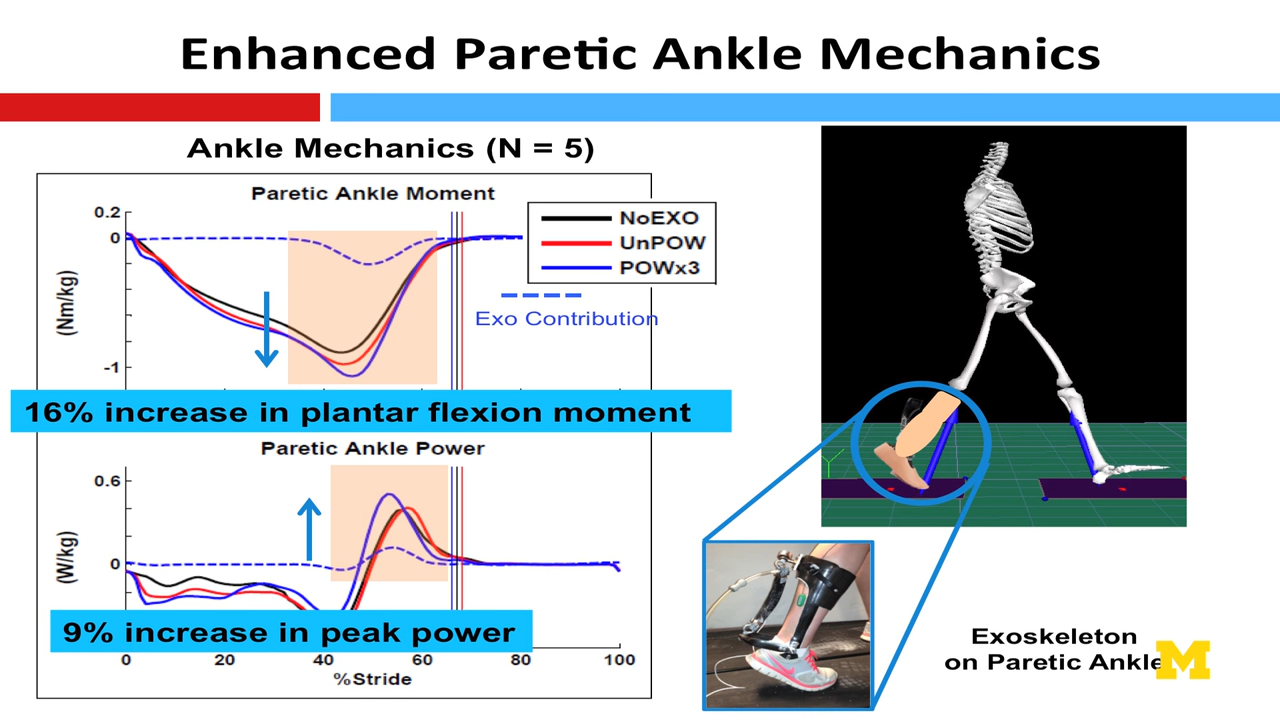 Enhanced Paretic Ankle Mechanics
Ankle Mechanics (N = 5)
Paretic Ankle Moment
0.2
0
-1
(Nm/kg)
NoEXO
UnPOW
POWx3
Exo Contribution
16% increase in plantar flexion moment
Paretic Ankle Power
0.6
0
(W/kg)
9% increase in peak power
0 20 40 60 80 100
%Stride
Exoskeleton
on Paretic Ankle
M